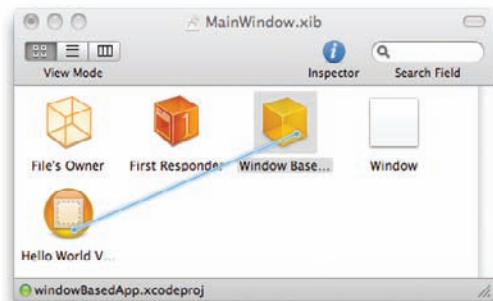 MainWindow.xib
View Mode
Inspector
Search Field
File's Owner
First Responder
Window Base...
Window
Hello World V...
windowBasedApp.xcodeproj